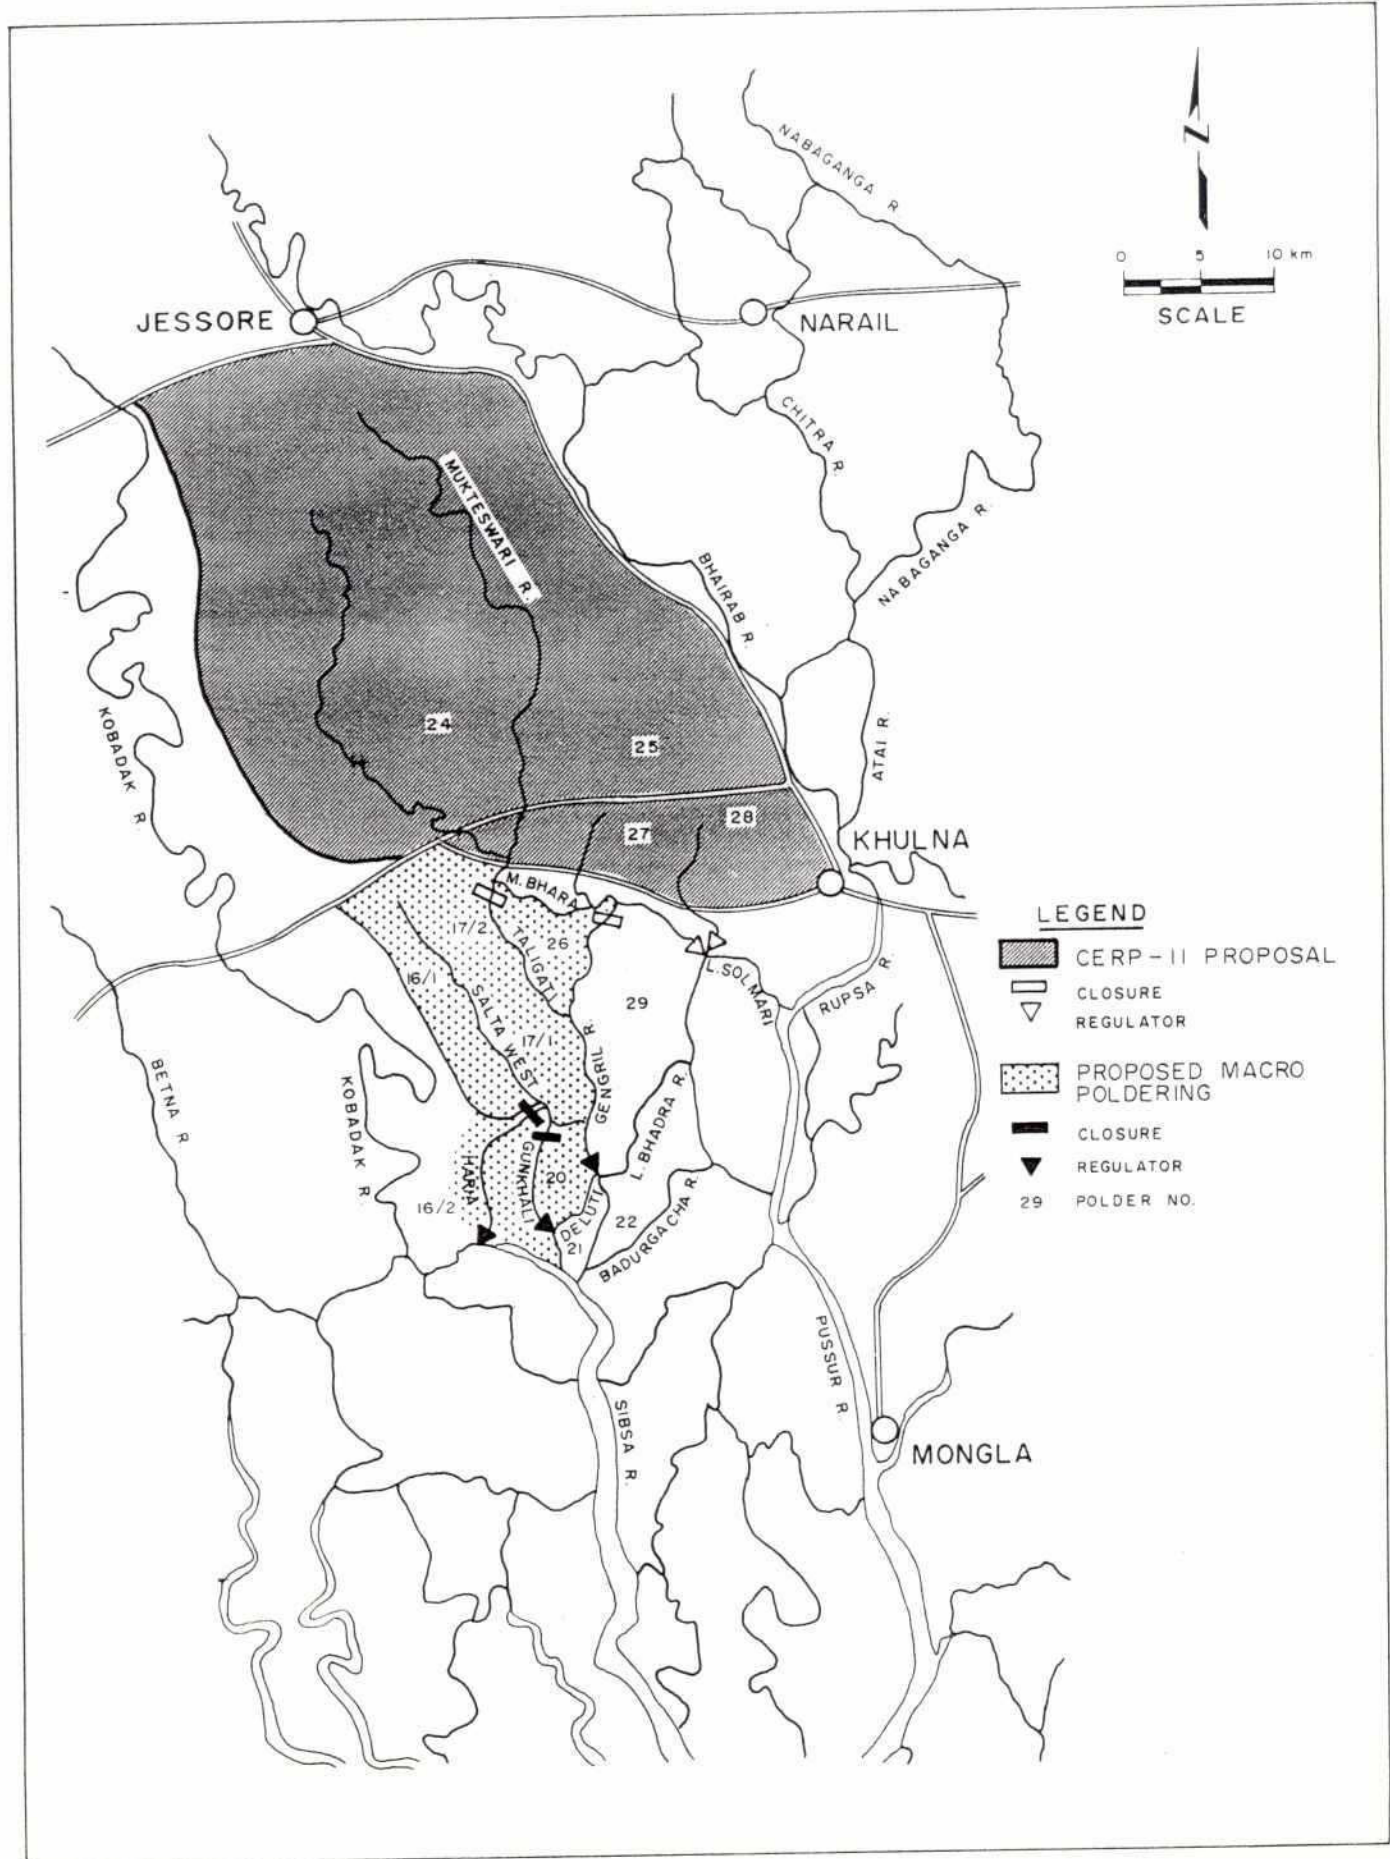 NABAGANGA R
N
0 5 10 km
SCALE
JESSORE
NARAIL
CHITRA R.
MUKTESWARI R.
NABAGANGA R.
BHAIRAB R.
KOBADAK R.
24
25
ATAI R.
27
28
KHULNA
M. BHARA
LEGEND
CERP-II PROPOSAL
CLOSURE
REGULATOR
PROPOSED MACRO
POLDERING
CLOSURE
REGULATOR
29 POLDER NO.
17/2
TALIGATI
26
L. SOLMARI
RUPSA R
16/1
SALTA WEST
29
17/1
GENGRIL R.
BETNA R
KOBADAK R.
L. BHADRA R.
HARIA
GUNKHALI
20
16/2
DELUTI
21
22
BADURGACHA R.
PUSSUR R.
SIBSA R.
MONGLA